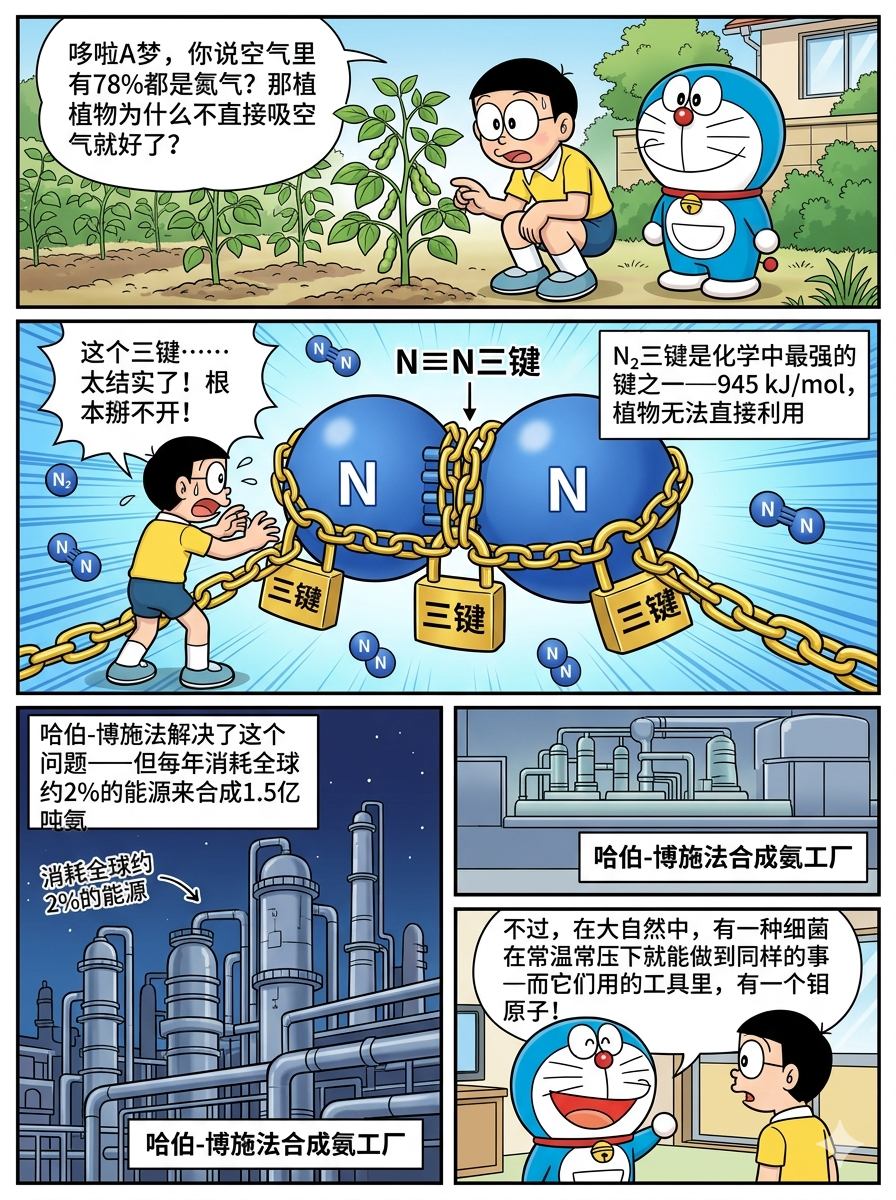 哆啦A梦，你说空气里
有78%都是氮气？那植
植物为什么不直接吸空
气就好了？
这个三键……
太结实了！根
本掰不开！
N≡N三键
N₂三键是化学中最强的
键之一——945 kJ/mol，
植物无法直接利用
N
N
N₂
N
N
N
N
三键
三键
三键
N
N
N
N
N
N
哈伯-博施法解决了这个
问题——但每年消耗全球
约2%的能源来合成1.5亿
吨氨
消耗全球约
2%的能源
哈伯-博施法合成氨工厂
哈伯-博施法合成氨工厂
不过，在大自然中，有一种细菌
在常温常压下就能做到同样的事
—而它们用的工具里，有一个钼
原子！